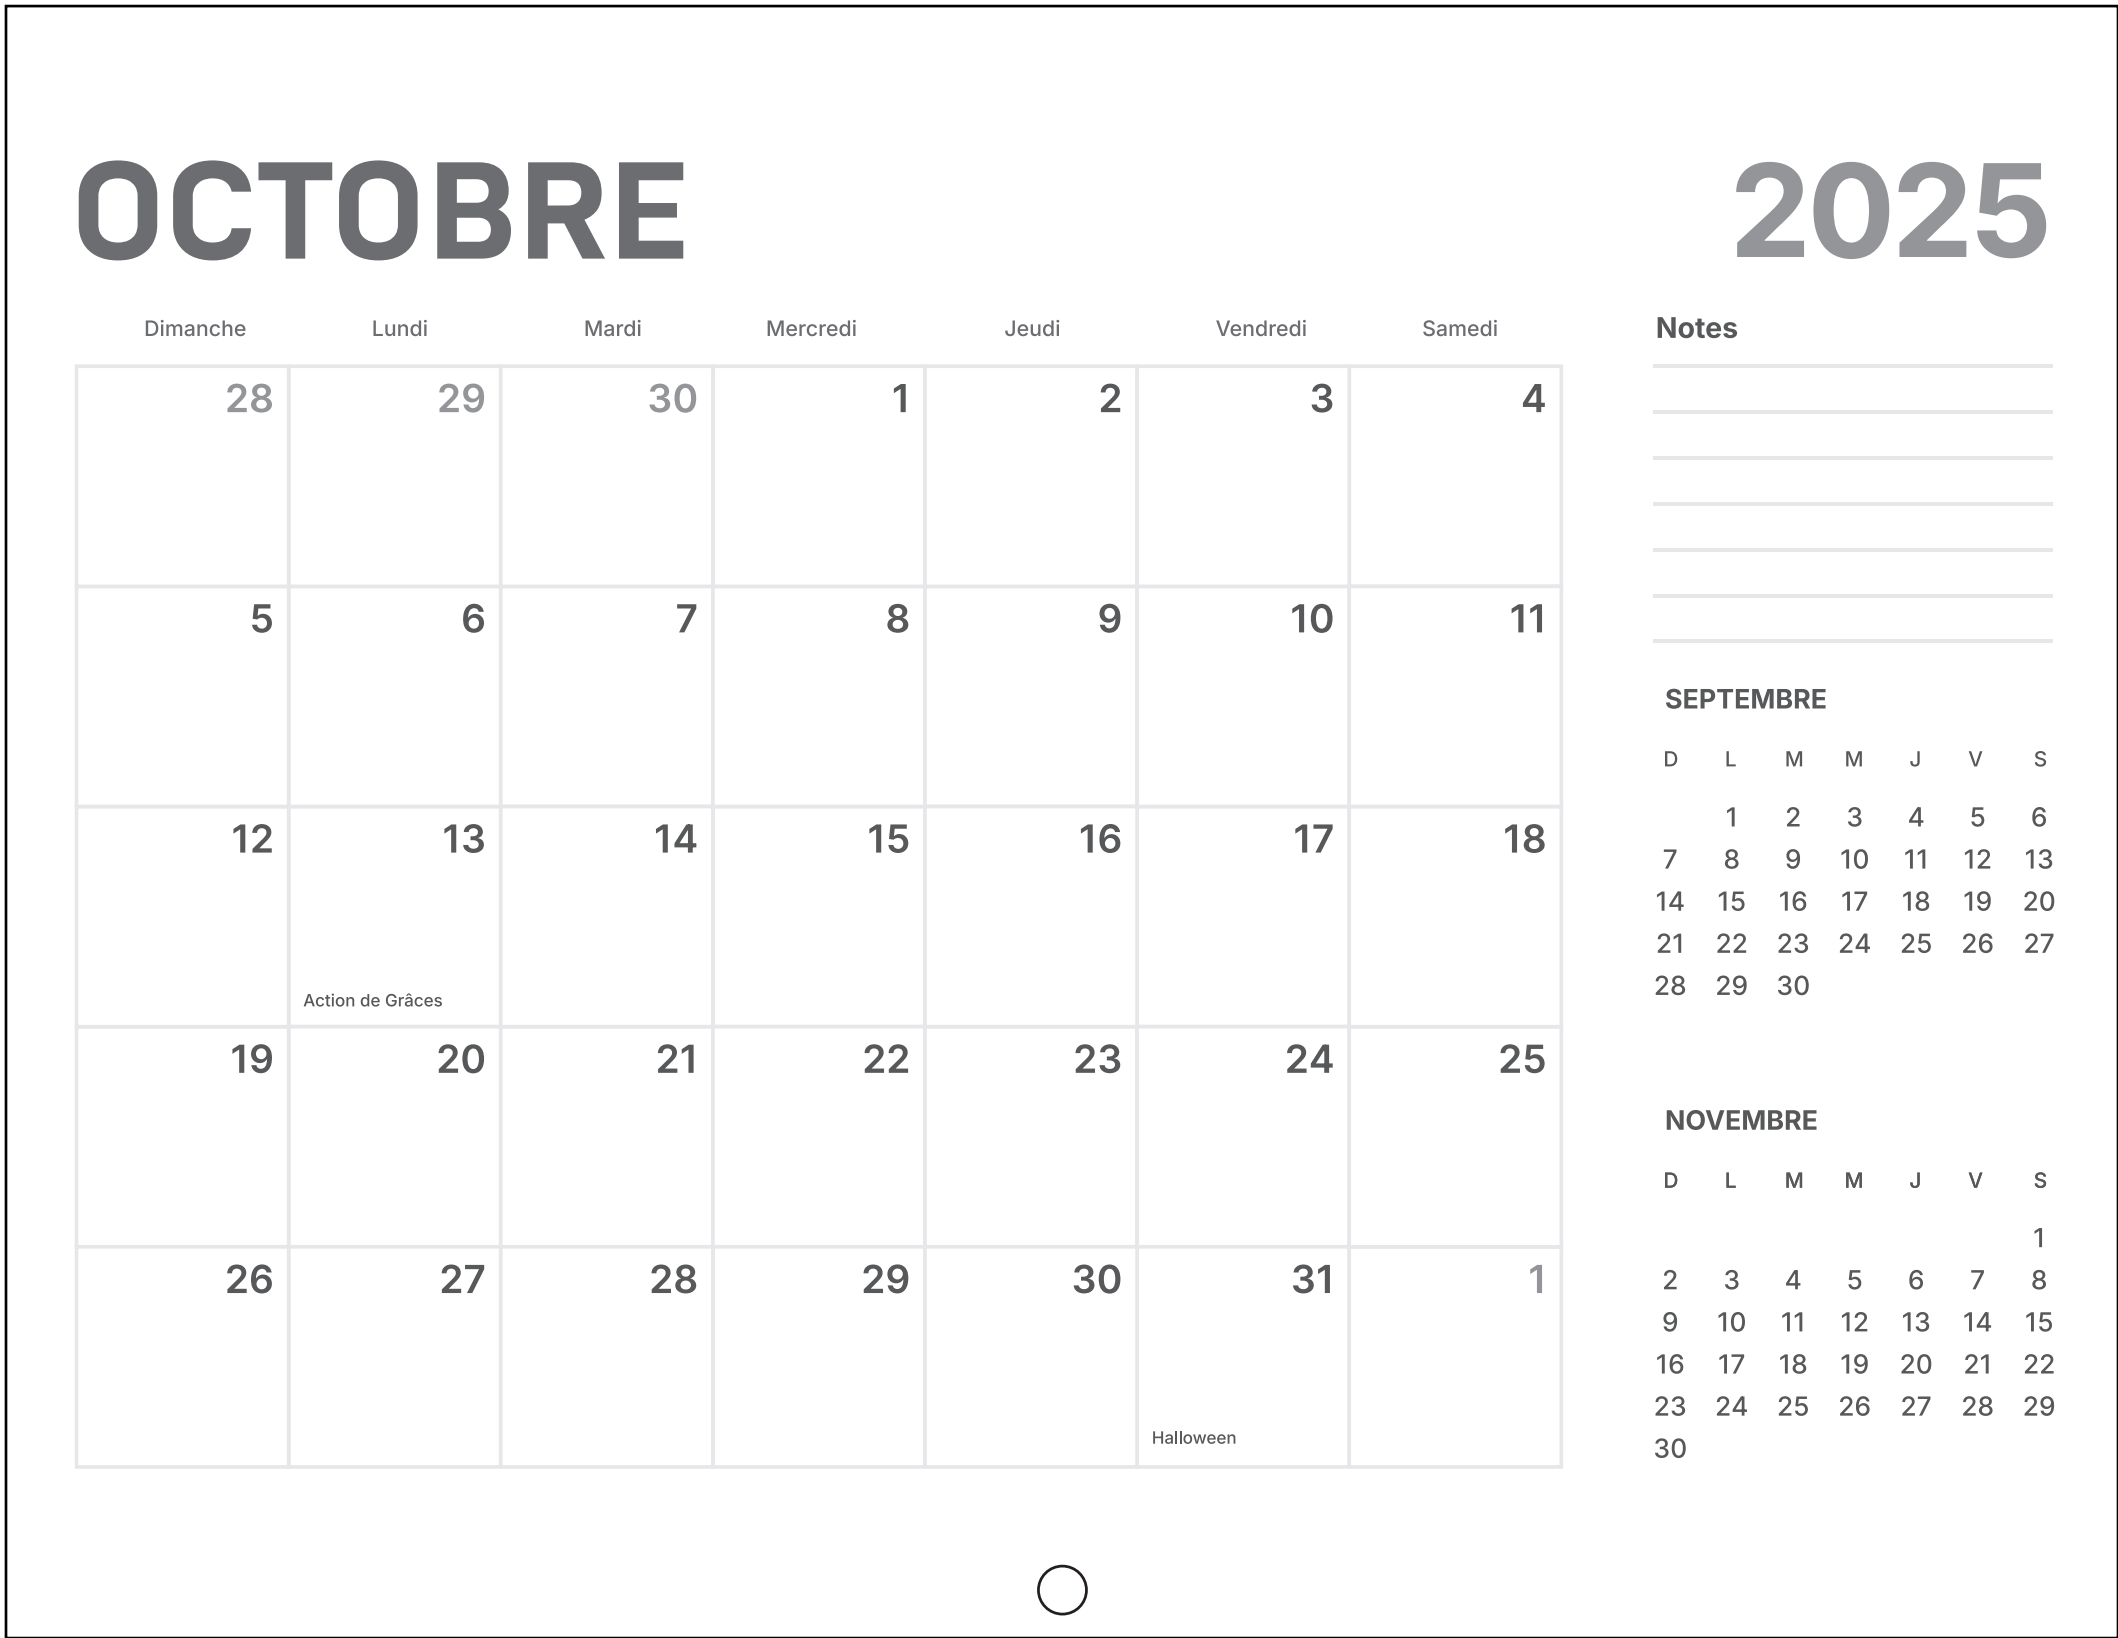 OCTOBRE 2025
Dimanche Lundi Mardi Mercredi Jeudi Vendredi Samedi
28 29 30 1 2 3 4
5 6 7 8 9 10 11
12 13 14 15 16 17 18
Action de Grâces
19 20 21 22 23 24 25
26 27 28 29 30 31 1
Halloween
Notes
SEPTEMBRE
D L M M J V S
1 2 3 4 5 6
7 8 9 10 11 12 13
14 15 16 17 18 19 20
21 22 23 24 25 26 27
28 29 30
NOVEMBRE
D L M M J V S
1
2 3 4 5 6 7 8
9 10 11 12 13 14 15
16 17 18 19 20 21 22
23 24 25 26 27 28 29
30